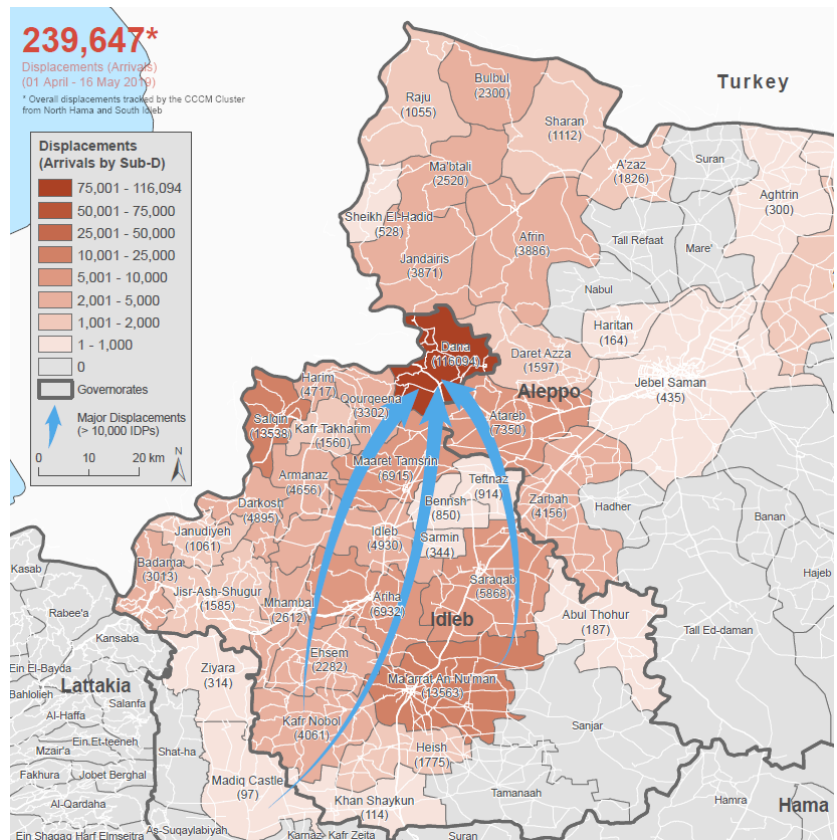 239,647*
Displacements (Arrivals)
(01 April - 16 May 2019)
* Overall displacements tracked by the CCCM Cluster
from North Hama and South Idleb
Displacements
(Arrivals by Sub-D)
75,001 - 116,094
50,001 - 75,000
25,001 - 50,000
10,001 - 25,000
5,001 - 10,000
2,001 - 5,000
1,001 - 2,000
1 - 1,000
0
Governorates
Major Displacements
(> 10,000 IDPs)
N
0 10 20 km
Turkey
Bulbul
(2300)
Raju
(1055)
Sharan
(1112)
Ma'btali
(2520)
A'zaz
(1826)
Suran
Aghtrin
(300)
Sheikh El-Hadid
(528)
Afrin
(3886)
Tall Refaat
Mare'
Jandairis
(3871)
Nabul
Haritan
(164)
Dana
(116094)
Daret Azza
(1597)
Jebel Saman
(435)
Aleppo
Harim
(4717)
Qourqeena
(3302)
Salqin
(13538)
Kafr Takharim
(1560)
Atareb
(7350)
Maaret Tamsrin
(6915)
Armanaz
(4656)
Teftnaz
(914)
Bennsh
(850)
Zarbah
(4156)
Hadher
Banan
Darkosh
(4895)
Janudiyeh
(1061)
Idleb
(4930)
Sarmin
(344)
Badama
(3013)
Hajeb
Kasab
Jisr-Ash-Shugur
(1585)
Mhambal
(2612)
Ariha
(6932)
Saraqab
(5868)
Idleb
Abul Thohur
(187)
Tall Ed-daman
Rabee'a
Kansaba
Ein El-Bayda
Ziyara
(314)
Ehsem
(2282)
Ma'arrat An-Nu'man
(13563)
Lattakia
Bahlolieh
Salanfa
Al-Haffa
Kafr Nobol
(4061)
Sanjar
Ein Et-teeneh
Mzair'a
Shat-ha
Heish
(1775)
Fakhura
Jobet Berghal
Madiq Castle
(97)
Tamanaah
Khan Shaykun
(114)
Hamra
Hama
Al-Qardaha
As-Suqaylabiyah
Karnaz
Kafr Zeita
Suran
Ein Shaqaq
Harf Elmseitra